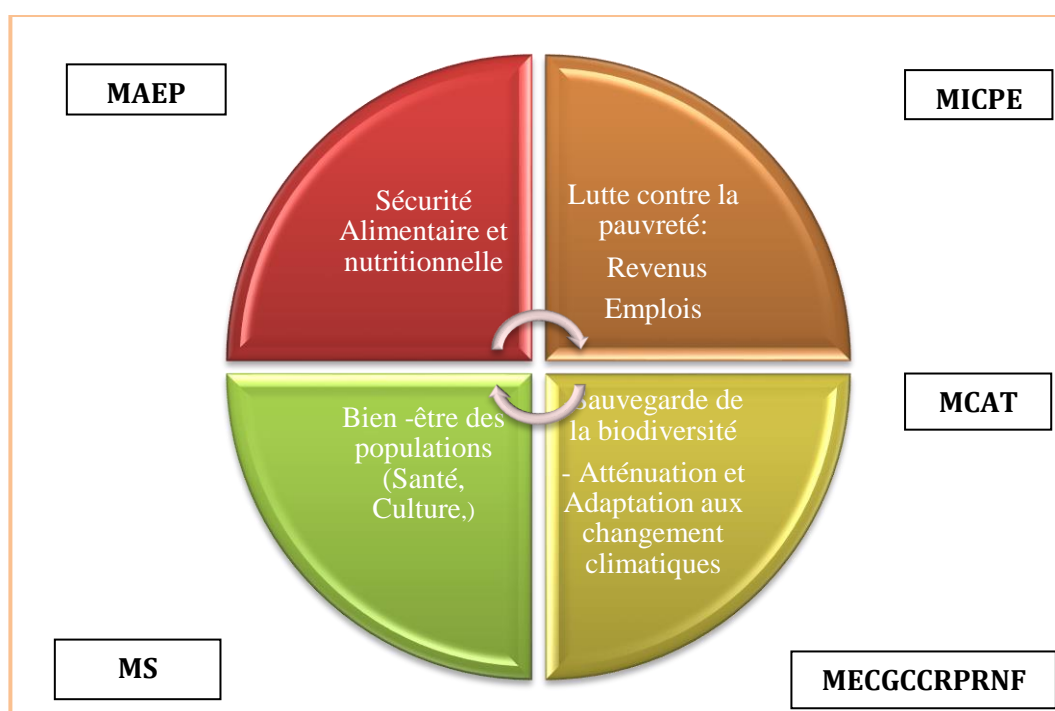 MAEP
MICPE
Sécurité
Alimentaire et
nutritionnelle
Lutte contre la
pauvreté:
Revenus
Emplois
MCAT
Bien -être des
populations
(Santé,
Culture,)
Sauvegarde de
la biodiversité
- Atténuation et
Adaptation aux
changement
climatiques
MS
MECGCCRPRNF